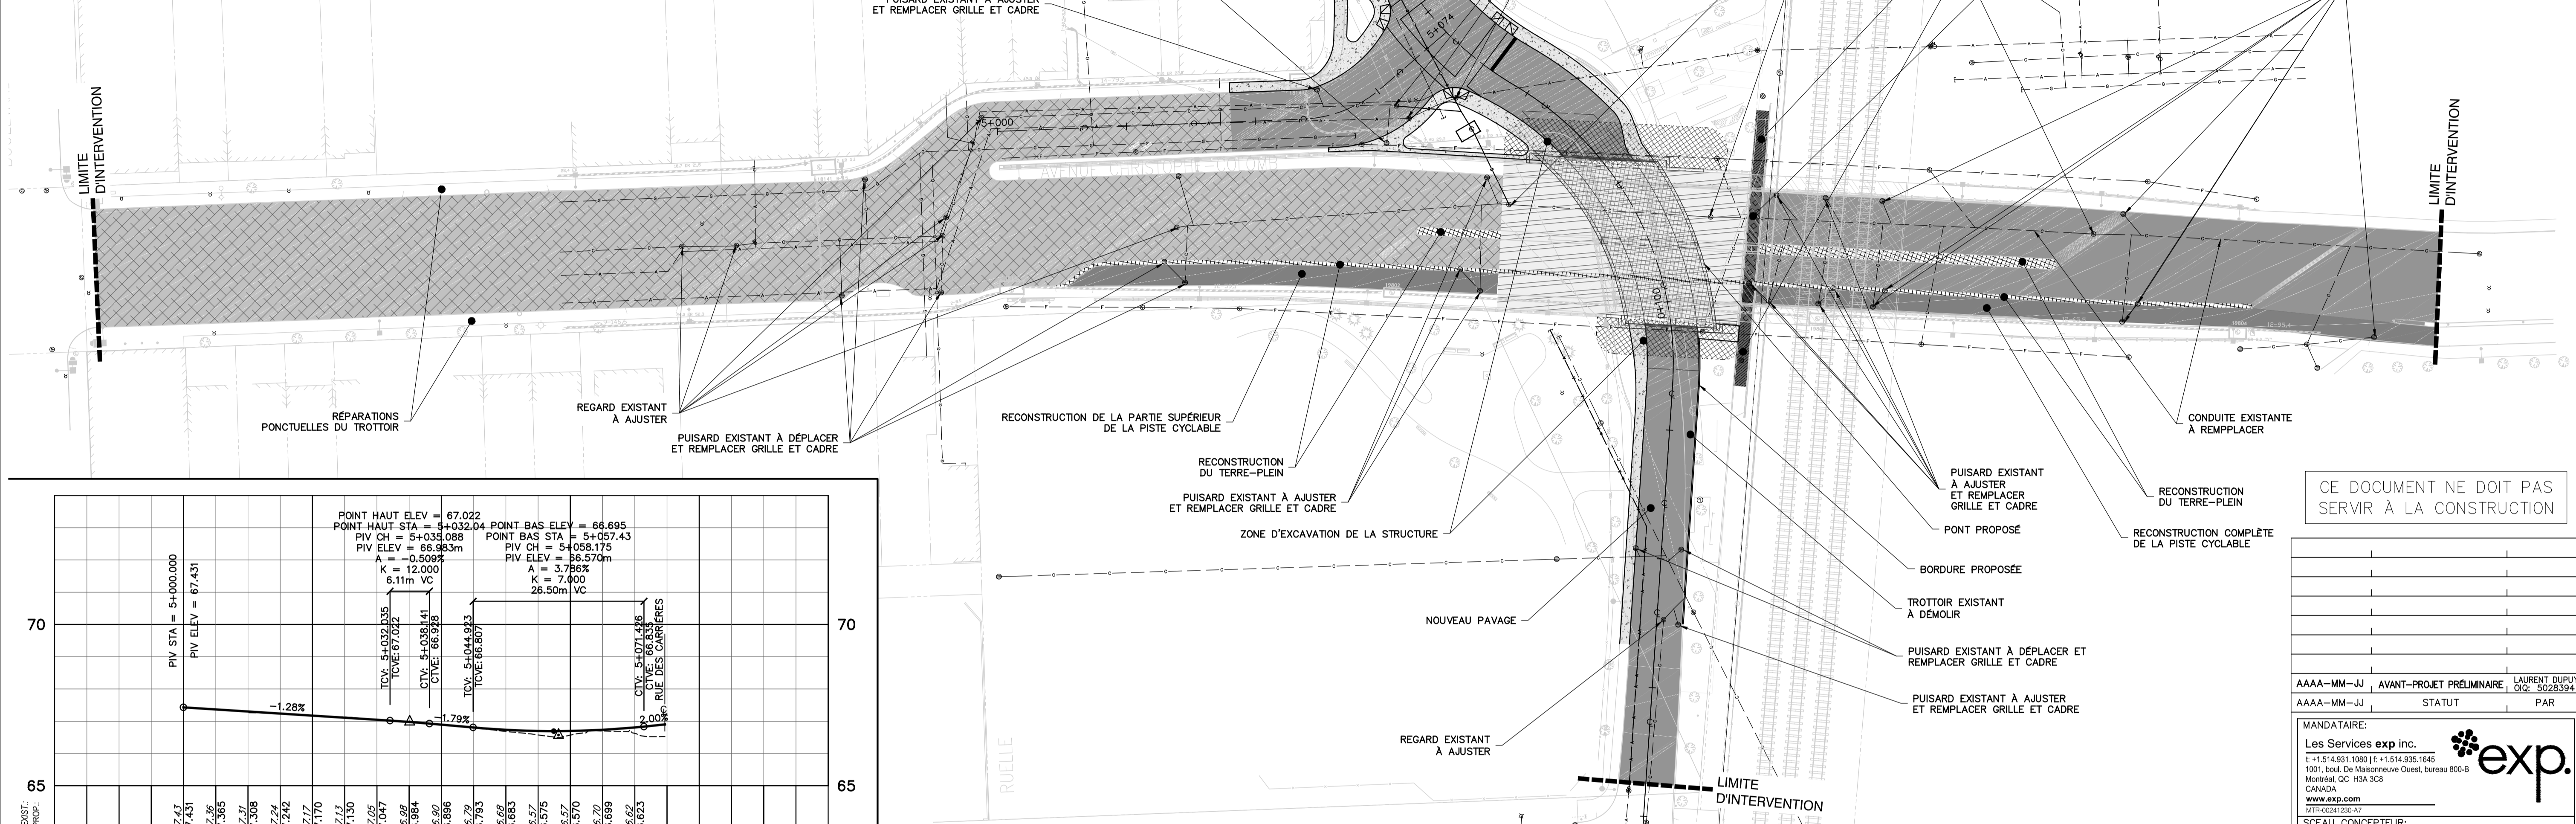 PUISARD EXISTANT À AJUSTER
ET REMPLACER GRILLE ET CADRE
5+074
LIMITE
D'INTERVENTION
5+000
AVENUE CHRISTOPHE-COLOMB
LIMITE
D'INTERVENTION
0+100
RÉPARATIONS
PONCTUELLES DU TROTTOIR
REGARD EXISTANT
À AJUSTER
PUISARD EXISTANT À DÉPLACER
ET REMPLACER GRILLE ET CADRE
RECONSTRUCTION DE LA PARTIE SUPÉRIEUR
DE LA PISTE CYCLABLE
RECONSTRUCTION
DU TERRE-PLEIN
PUISARD EXISTANT À AJUSTER
ET REMPLACER GRILLE ET CADRE
ZONE D'EXCAVATION DE LA STRUCTURE
NOUVEAU PAVAGE
REGARD EXISTANT
À AJUSTER
RUELLE
CONDUITE EXISTANTE
À REMPPLACER
RECONSTRUCTION
DU TERRE-PLEIN
RECONSTRUCTION COMPLÈTE
DE LA PISTE CYCLABLE
PUISARD EXISTANT
À AJUSTER
ET REMPLACER
GRILLE ET CADRE
PONT PROPOSÉ
BORDURE PROPOSÉE
TROTTOIR EXISTANT
À DÉMOLIR
PUISARD EXISTANT À DÉPLACER ET
REMPLACER GRILLE ET CADRE
PUISARD EXISTANT À AJUSTER
ET REMPLACER GRILLE ET CADRE
LIMITE
D'INTERVENTION
POINT HAUT ELEV = 67.022
POINT HAUT STA = 5+032.04
PIV CH = 5+035.088
PIV ELEV = 66.983m
A = -0.509%
K = 12.000
6.11m VC
POINT BAS ELEV = 66.695
POINT BAS STA = 5+057.43
PIV CH = 5+058.175
PIV ELEV = 66.570m
A = 3.786%
K = 7.000
26.50m VC
PIV STA = 5+000.000
PIV ELEV = 67.431
TCV: 5+032.035
TCVE: 67.022
CTV: 5+038.141
CTVE: 66.928
TCV: 5+044.923
TCVE: 66.807
CTV: 5+071.426
CTVE: 66.835
RUE DES CARRIÈRES
70
70
-1.28%
-1.79%
2.00%
65
65
CE DOCUMENT NE DOIT PAS
SERVIR À LA CONSTRUCTION
AAAA-MM-JJ AVANT-PROJET PRÉLIMINAIRE LAURENT DUPUY
OIQ: 5028394
AAAA-MM-JJ STATUT PAR
MANDATAIRE:
Les Services exp inc.
t: +1.514.931.1080 | f: +1.514.935.1645
1001, boul. De Maisonneuve Ouest, bureau 800-B
Montréal, QC H3A 3C8
CANADA
www.exp.com
MTR-00241230-A7
exp.
SCEAU CONCEPTEUR: